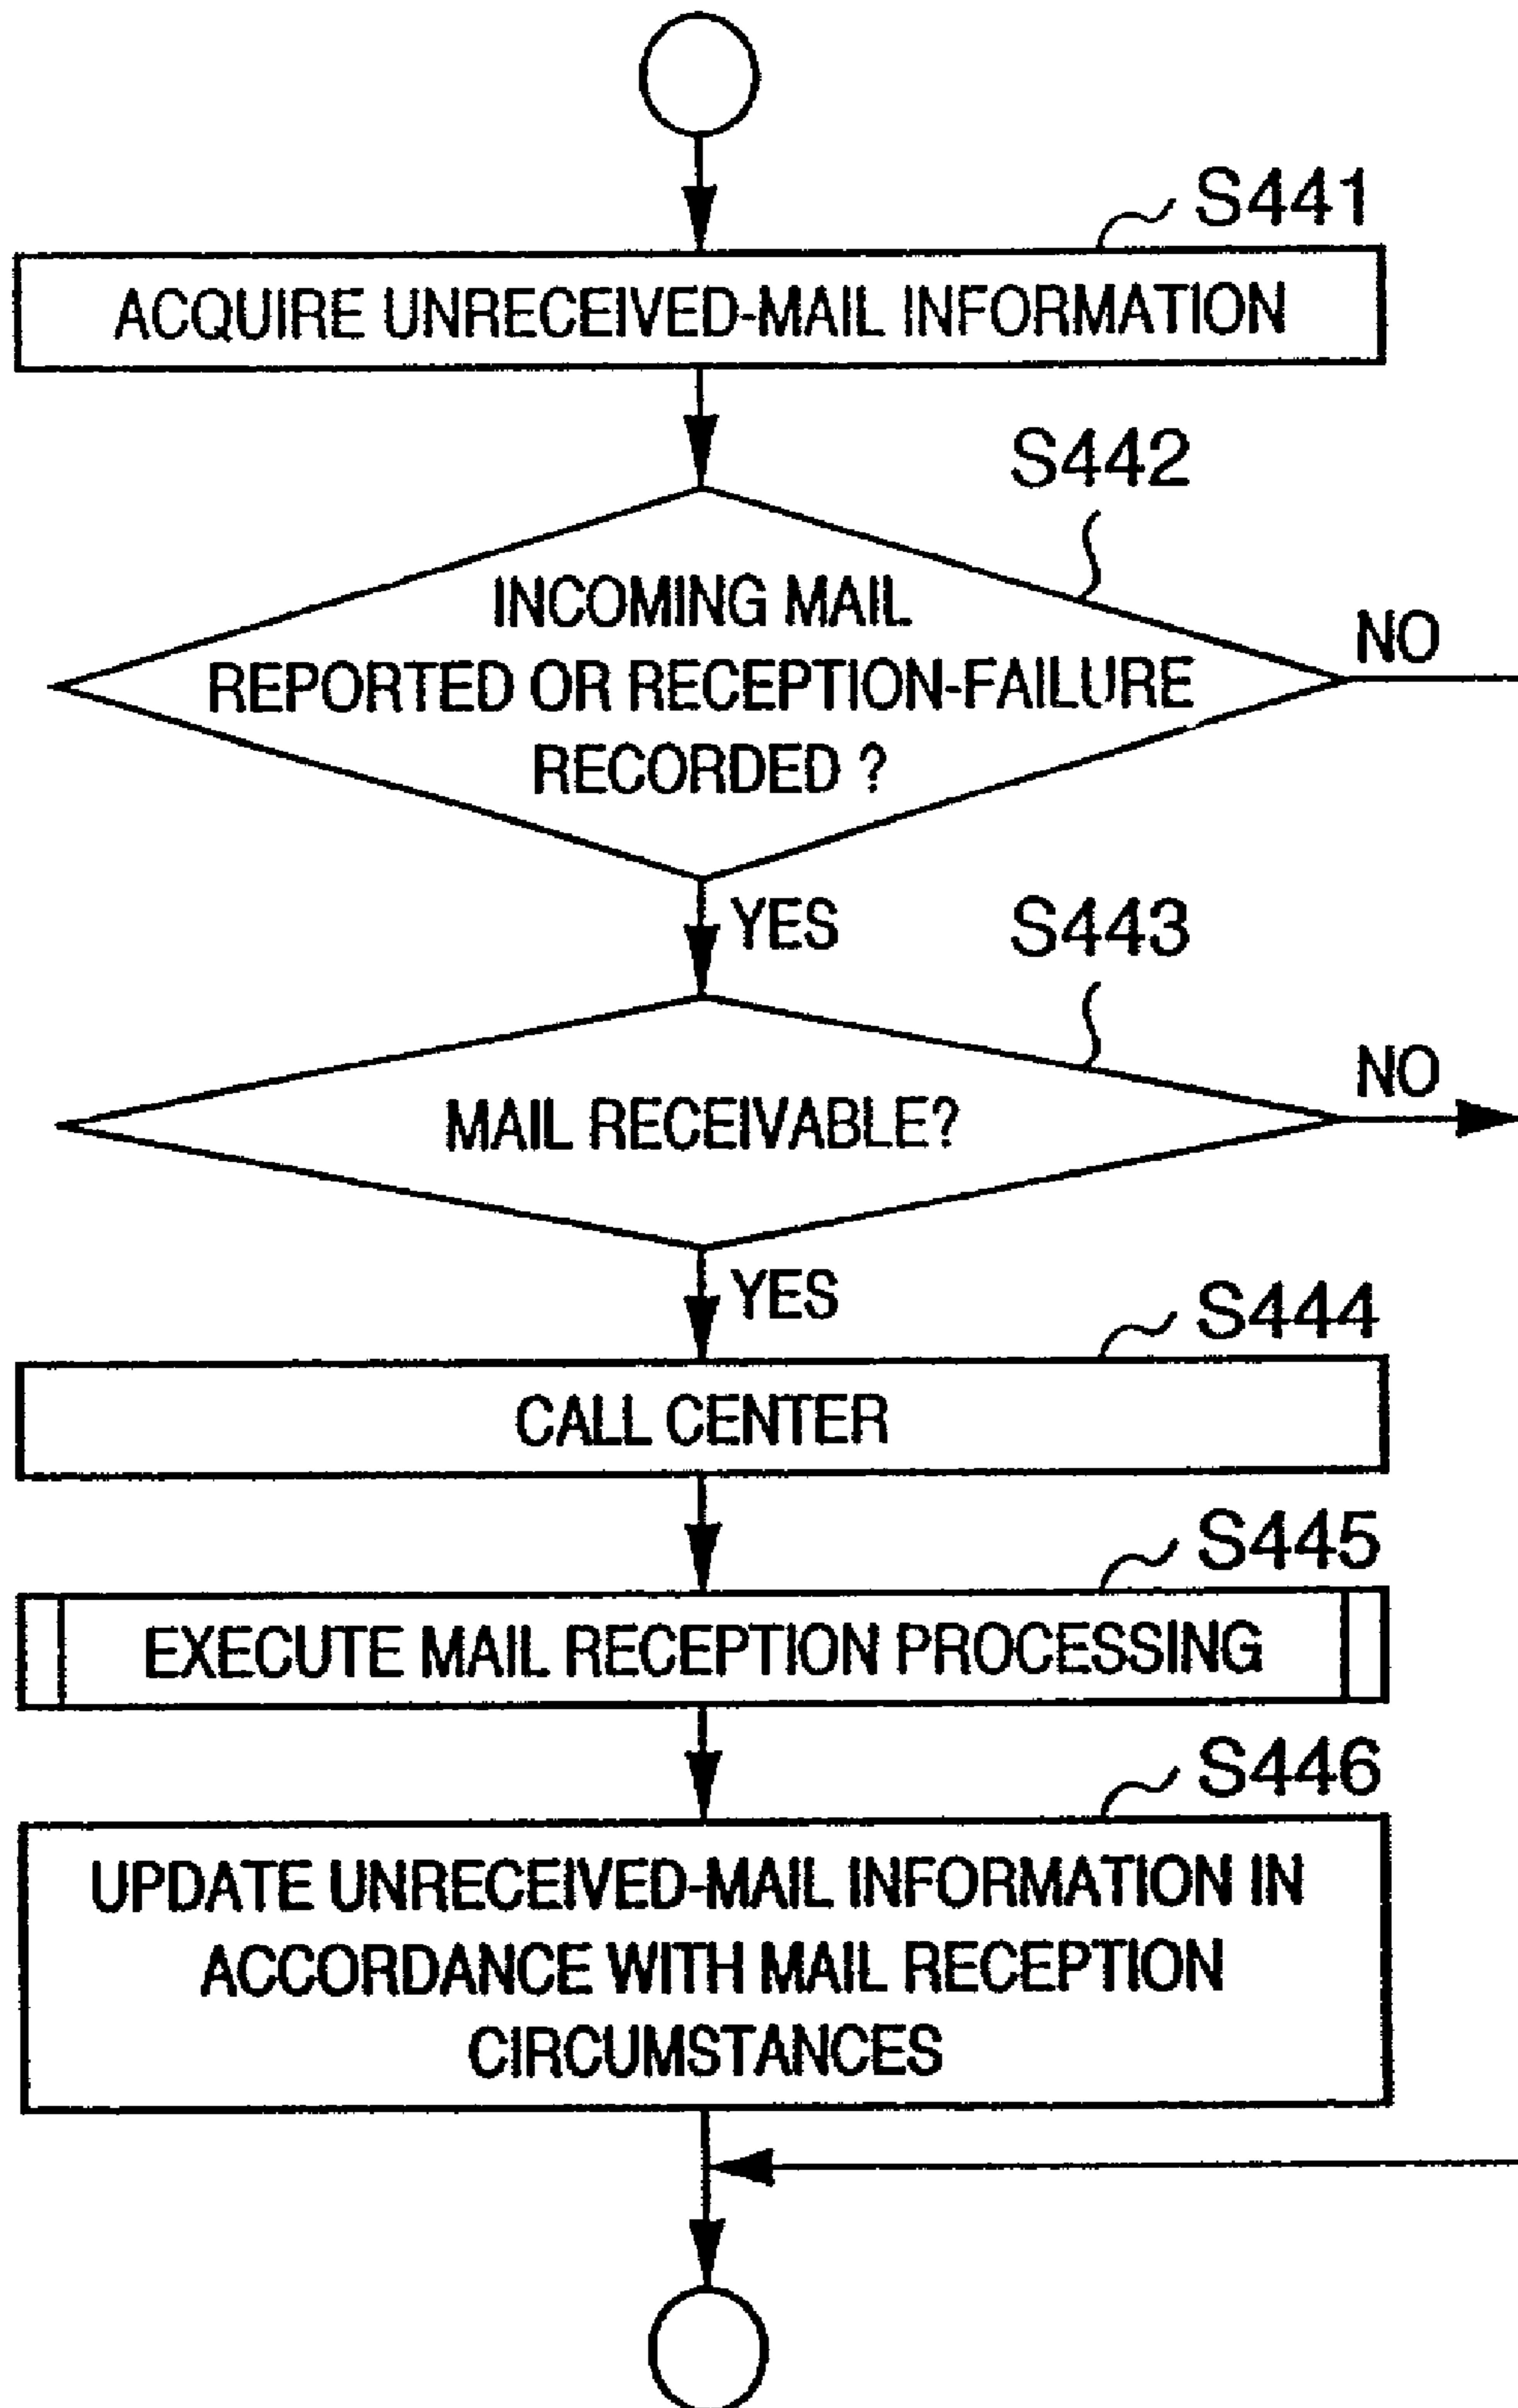 S441
ACQUIRE UNRECEIVED-MAIL INFORMATION
S442
INCOMING MAIL
REPORTED OR RECEPTION-FAILURE
RECORDED ?
NO
YES
S443
MAIL RECEIVABLE?
NO
YES
S444
CALL CENTER
S445
EXECUTE MAIL RECEPTION PROCESSING
S446
UPDATE UNRECEIVED-MAIL INFORMATION IN
ACCORDANCE WITH MAIL RECEPTION
CIRCUMSTANCES